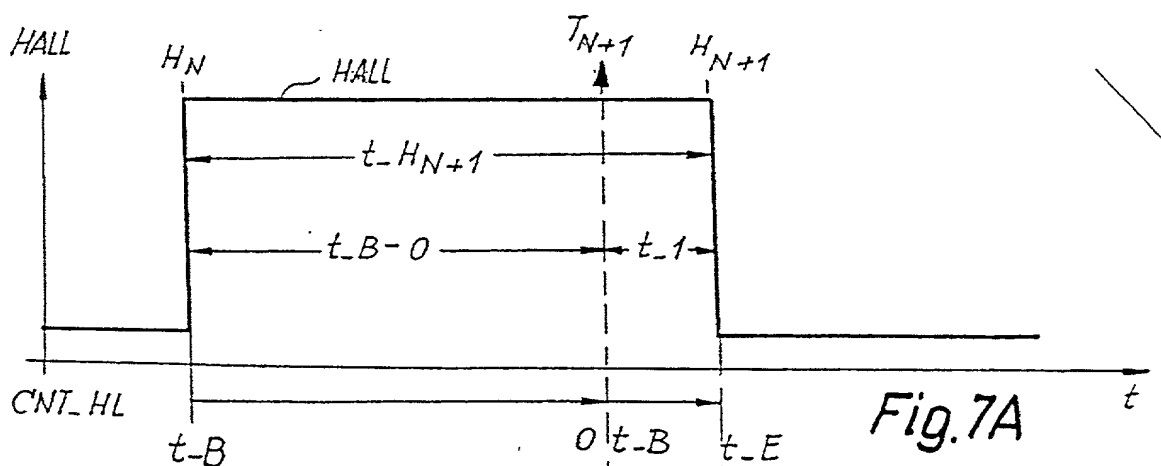 HALL
H_N
HALL
T_N+1
H_N+1
t_H_N+1
t_B-0
t_1
CNT_HL
t
t_B
0
t_B
t_E
Fig.7A